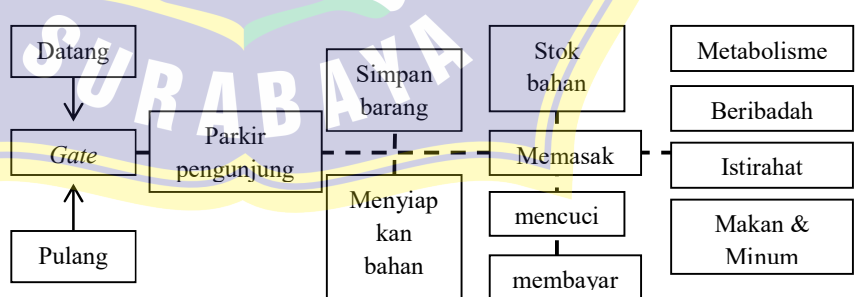 Datang
Gate
Pulang
Parkir
pengunjung
Simpan
barang
Menyiap
kan
bahan
Stok
bahan
Memasak
mencuci
membayar
Metabolisme
Beribadah
Istirahat
Makan &
Minum
SURABAYA